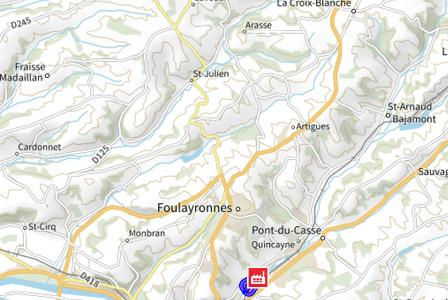 La Croix-Blanche
D245
Arasse
Fraisse
Madaillan
St-Julien
St-Arnaud
Bajamont
Artigues
Cardonnet
D125
Foulayronnes
St-Cirq
Monbran
Pont-du-Casse
Quincayne
D418